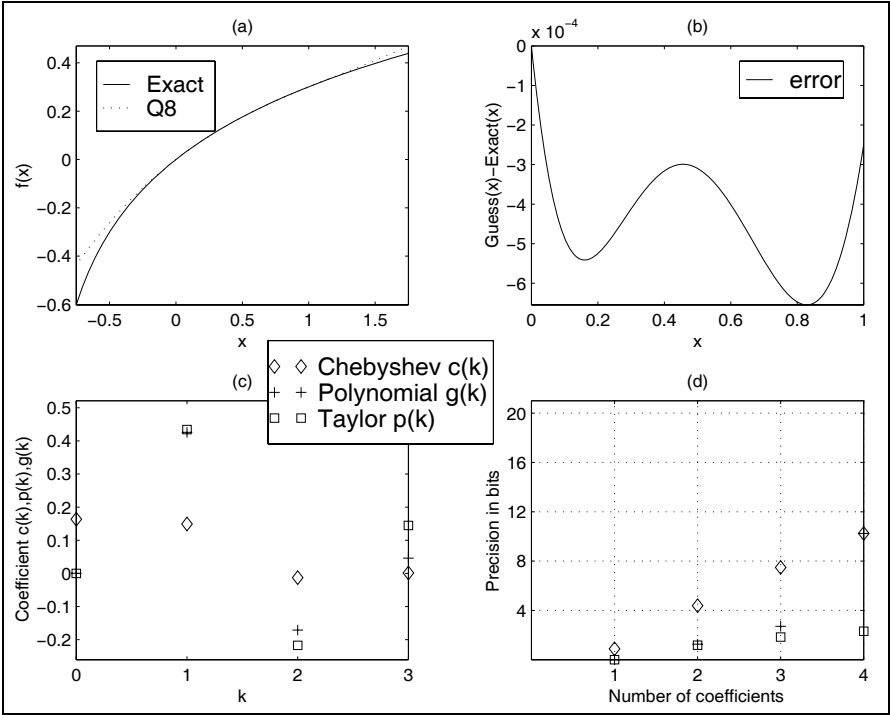 (a)
0.4
0.2
0
−0.2
−0.4
−0.6
−0.5
0
0.5
1
1.5
x
f(x)
Exact
Q8
(b)
x 10−4
0
−1
−2
−3
−4
−5
−6
0
0.2
0.4
0.6
0.8
1
x
Guess(x)−Exact(x)
error
(c)
Chebyshev c(k)
Polynomial g(k)
Taylor p(k)
0.5
0.4
0.3
0.2
0.1
0
−0.1
−0.2
0
1
2
3
k
Coefficient c(k),p(k),g(k)
(d)
20
16
12
8
4
1
2
3
4
Number of coefficients
Precision in bits